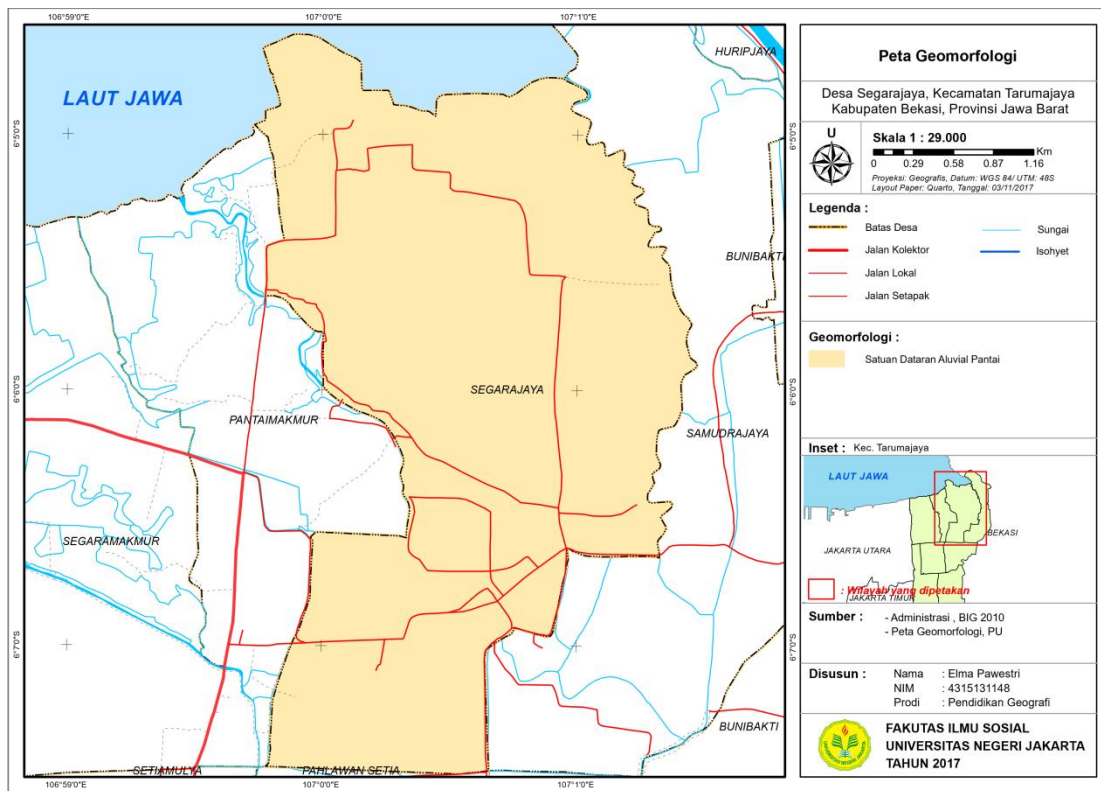 106°59'0"E
107°0'0"E
107°1'0"E
6°5'0"S
6°6'0"S
6°7'0"S
6°5'0"S
6°6'0"S
6°7'0"S
LAUT JAWA
HURIPJAYA
BUNIBAKTI
SEGARAJAYA
PANTAIMAKMUR
SAMUDRAJAYA
SEGARAMAKMUR
BUNIBAKTI
SETIAMULYA
PAHLAWAN SETIA
106°59'0"E
107°0'0"E
107°1'0"E
Peta Geomorfologi
Desa Segarajaya, Kecamatan Tarumajaya
Kabupaten Bekasi, Provinsi Jawa Barat
U
Skala 1 : 29.000
Km
0 0.29 0.58 0.87 1.16
Proyeksi: Geografis, Datum: WGS 84/ UTM: 48S
Layout Paper: Quarto, Tanggal: 03/11/2017
Legenda :
Batas Desa
Sungai
Jalan Kolektor
Isohyet
Jalan Lokal
Jalan Setapak
Geomorfologi :
Satuan Dataran Aluvial Pantai
Inset : Kec. Tarumajaya
LAUT JAWA
BEKASI
JAKARTA UTARA
: Wilayah yang dipetakan
JAKARTA TIMUR
Sumber : - Administrasi , BIG 2010
- Peta Geomorfologi, PU
Disusun : Nama : Elma Pawestri
NIM : 4315131148
Prodi : Pendidikan Geografi
FAKUTAS ILMU SOSIAL
UNIVERSITAS NEGERI JAKARTA
TAHUN 2017